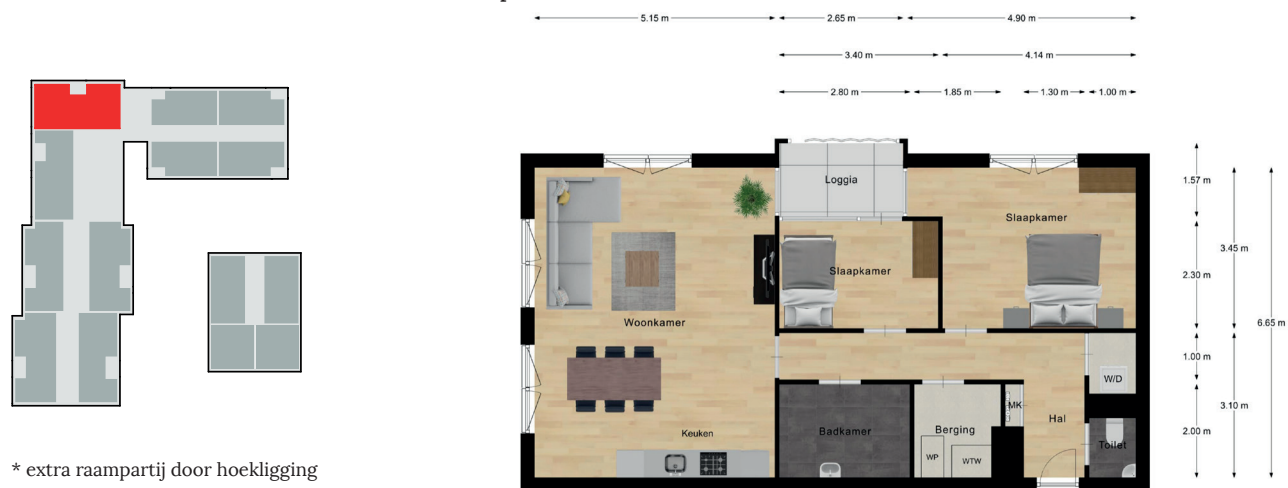 5.15 m 2.65 m 4.90 m
3.40 m 4.14 m
2.80 m 1.85 m 1.30 m 1.00 m
Loggia
1.57 m
Slaapkamer
3.45 m
Slaapkamer
2.30 m
Woonkamer
6.65 m
1.00 m
W/D
Keuken
MK
3.10 m
Badkamer
Berging
Hal
Toilet
2.00 m
WP
WTW
* extra raampartij door hoekligging